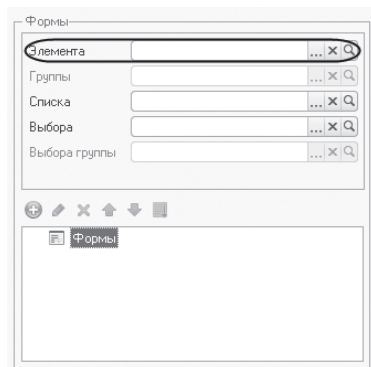 Формы
Элемента
Группы
Списка
Выбора
Выбора группы
Формы